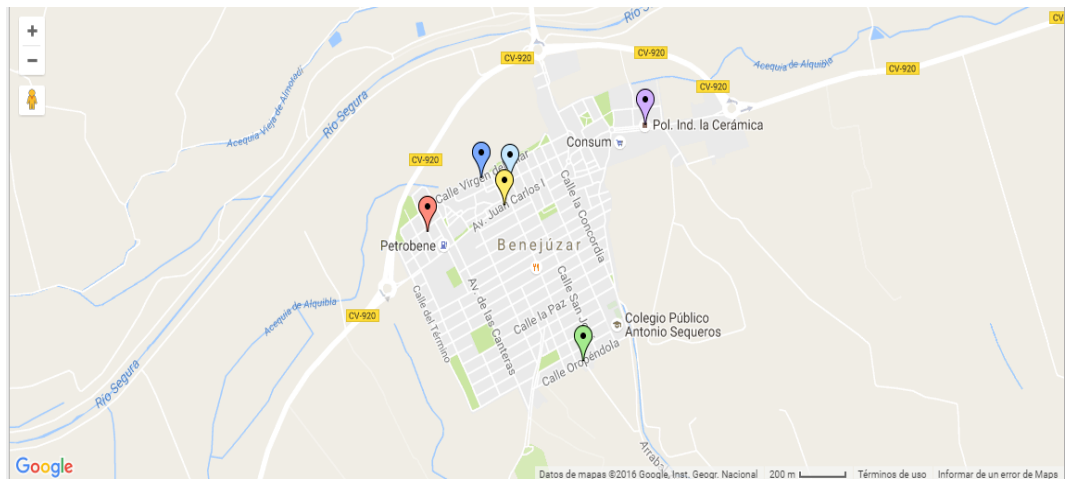 +
−
Río Se
CV-920
CV-920
CV-920
Acequia de Alquibla
CV-920
CV-920
Acequia Vieja de Almoradí
Río Segura
Pol. Ind. la Cerámica
Consum
CV-920
Calle Virgen del Pilar
Av. Juan Carlos I
Calle la Concordia
Petrobene
Benejúzar
Acequia de Alquibla
CV-920
Calle del Término
Av. de las Canteras
Calle la Paz
Calle San J
Colegio Público
Antonio Sequeros
Calle Oropéndola
Río Segura
Arraba
Google
Datos de mapas ©2016 Google, Inst. Geogr. Nacional 200 m Términos de uso Informar de un error de Maps